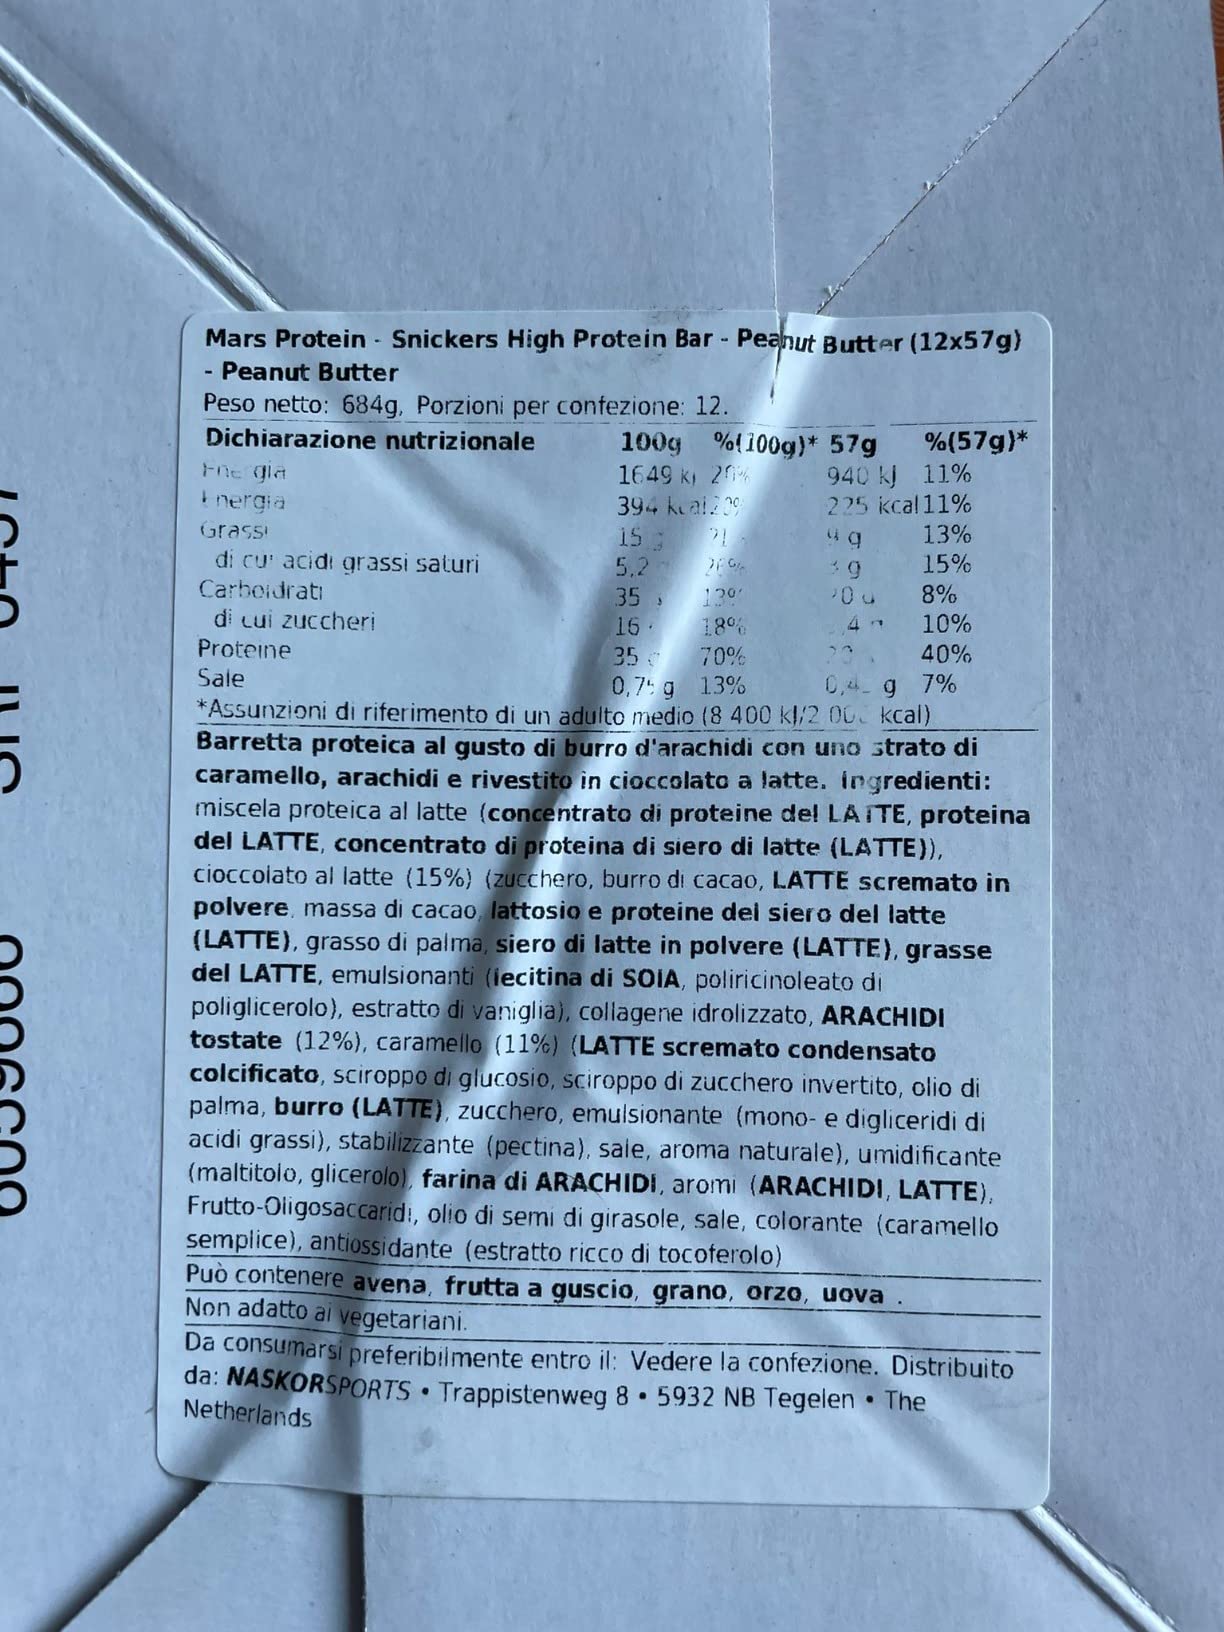 Mars Protein - Snickers High Protein Bar - Peanut Butter (12x57g)
- Peanut Butter
Peso netto: 684g, Porzioni per confezione: 12.
Dichiarazione nutrizionale 100g %(100g)* 57g %(57g)*
Energia 1649 kJ 20% 940 kJ 11%
Energia 394 kcal 20% 225 kcal 11%
Grassi 15 g 9 g 13%
di cui acidi grassi saturi 5,2 26% 3 g 15%
Carboidrati 35 13% 8%
di cui zuccheri 16 18% 10%
Proteine 35 g 70% 40%
Sale g 13% g 7%
*Assunzioni di riferimento di un adulto medio (8 400 kJ/2 000 kcal)
Barretta proteica al gusto di burro d'arachidi con uno strato di
caramello, arachidi e rivestito in cioccolato a latte. Ingredienti:
miscela proteica al latte (concentrato di proteine del LATTE, proteina
del LATTE, concentrato di proteina di siero di latte (LATTE)),
cioccolato al latte (15%) (zucchero, burro di cacao, LATTE scremato in
polvere, massa di cacao, lattosio e proteine del siero del latte
(LATTE), grasso di palma, siero di latte in polvere (LATTE), grasse
del LATTE, emulsionanti (lecitina di SOIA, poliricinoleato di
poliglicerolo), estratto di vaniglia), collagene idrolizzato, ARACHIDI
tostate (12%), caramello (11%) (LATTE scremato condensato
colcificato, sciroppo di glucosio, sciroppo di zucchero invertito, olio di
palma, burro (LATTE), zucchero, emulsionante (mono- e digliceridi di
acidi grassi), stabilizzante (pectina), sale, aroma naturale), umidificante
(maltitolo, glicerolo), farina di ARACHIDI, aromi (ARACHIDI, LATTE),
Frutto-Oligosaccaridi, olio di semi di girasole, sale, colorante (caramello
semplice), antiossidante (estratto ricco di tocoferolo)
Può contenere avena, frutta a guscio, grano, orzo, uova .
Non adatto ai vegetariani.
Da consumarsi preferibilmente entro il: Vedere la confezione. Distribuito
da: NASKORSPORTS • Trappistenweg 8 • 5932 NB Tegelen • The
Netherlands